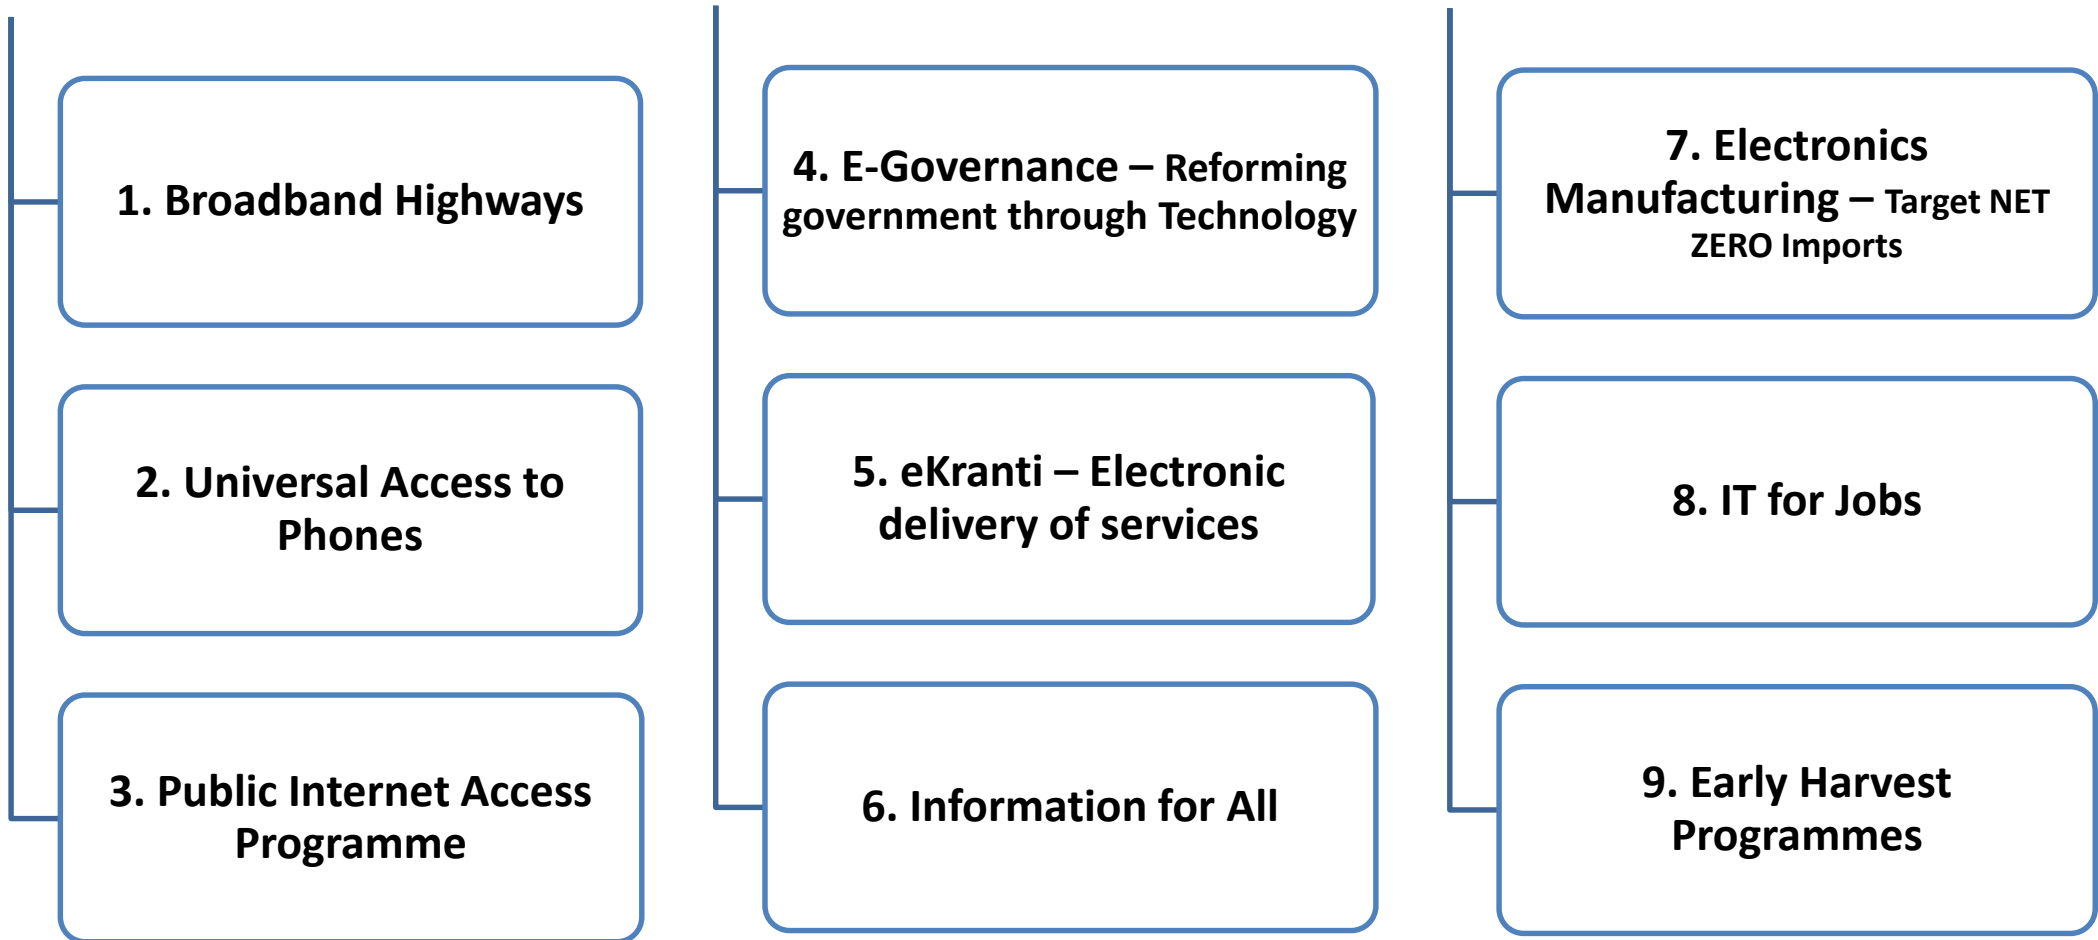 1. Broadband Highways
2. Universal Access to
Phones
3. Public Internet Access
Programme
4. E-Governance – Reforming
government through Technology
5. eKranti – Electronic
delivery of services
6. Information for All
7. Electronics
Manufacturing – Target NET
ZERO Imports
8. IT for Jobs
9. Early Harvest
Programmes